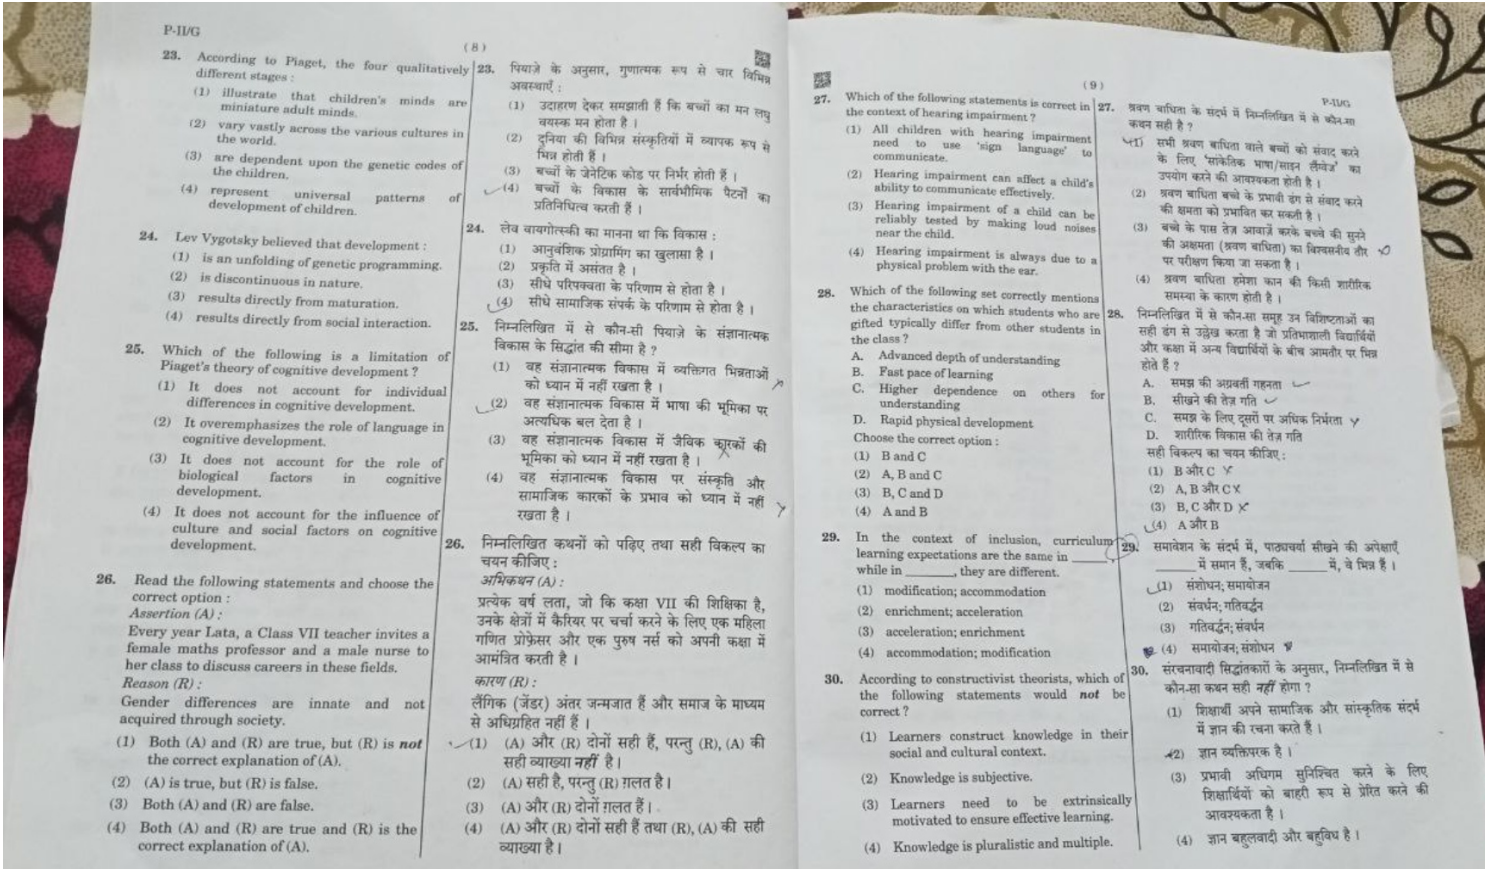 P-II/G
(8)
23. According to Piaget, the four qualitatively
different stages :
(1) illustrate that children's minds are
miniature adult minds.
(2) vary vastly across the various cultures in
the world.
(3) are dependent upon the genetic codes of
the children.
(4) represent universal patterns of
development of children.
24. Lev Vygotsky believed that development :
(1) is an unfolding of genetic programming.
(2) is discontinuous in nature.
(3) results directly from maturation.
(4) results directly from social interaction.
25. Which of the following is a limitation of
Piaget's theory of cognitive development ?
(1) It does not account for individual
differences in cognitive development.
(2) It overemphasizes the role of language in
cognitive development.
(3) It does not account for the role of
biological factors in cognitive
development.
(4) It does not account for the influence of
culture and social factors on cognitive
development.
26. Read the following statements and choose the
correct option :
Assertion (A) :
Every year Lata, a Class VII teacher invites a
female maths professor and a male nurse to
her class to discuss careers in these fields.
Reason (R) :
Gender differences are innate and not
acquired through society.
(1) Both (A) and (R) are true, but (R) is not
the correct explanation of (A).
(2) (A) is true, but (R) is false.
(3) Both (A) and (R) are false.
(4) Both (A) and (R) are true and (R) is the
correct explanation of (A).
23. पियाज़े के अनुसार, गुणात्मक रूप से चार विभिन्न
अवस्थाएँ :
(1) उदाहरण देकर समझाती हैं कि बच्चों का मन लघु
वयस्क मन होता है ।
(2) दुनिया की विभिन्न संस्कृतियों में व्यापक रूप से
भिन्न होती हैं ।
(3) बच्चों के जेनेटिक कोड पर निर्भर होती हैं ।
(4) बच्चों के विकास के सार्वभौमिक पैटर्नों का
प्रतिनिधित्व करती हैं ।
24. लेव वायगोत्स्की का मानना था कि विकास :
(1) आनुवंशिक प्रोग्रामिंग का खुलासा है ।
(2) प्रकृति में असंतत है ।
(3) सीधे परिपक्वता के परिणाम से होता है ।
(4) सीधे सामाजिक संपर्क के परिणाम से होता है ।
25. निम्नलिखित में से कौन-सी पियाज़े के संज्ञानात्मक
विकास के सिद्धांत की सीमा है ?
(1) वह संज्ञानात्मक विकास में व्यक्तिगत भिन्नताओं
को ध्यान में नहीं रखता है ।
(2) वह संज्ञानात्मक विकास में भाषा की भूमिका पर
अत्यधिक बल देता है ।
(3) वह संज्ञानात्मक विकास में जैविक कारकों की
भूमिका को ध्यान में नहीं रखता है ।
(4) वह संज्ञानात्मक विकास पर संस्कृति और
सामाजिक कारकों के प्रभाव को ध्यान में नहीं
रखता है ।
26. निम्नलिखित कथनों को पढ़िए तथा सही विकल्प का
चयन कीजिए :
अभिकथन (A) :
प्रत्येक वर्ष लता, जो कि कक्षा VII की शिक्षिका है,
उनके क्षेत्रों में कैरियर पर चर्चा करने के लिए एक महिला
गणित प्रोफ़ेसर और एक पुरुष नर्स को अपनी कक्षा में
आमंत्रित करती है ।
कारण (R) :
लैंगिक (जेंडर) अंतर जन्मजात हैं और समाज के माध्यम
से अधिग्रहित नहीं हैं ।
(1) (A) और (R) दोनों सही हैं, परन्तु (R), (A) की
सही व्याख्या नहीं है ।
(2) (A) सही है, परन्तु (R) ग़लत है ।
(3) (A) और (R) दोनों ग़लत हैं ।
(4) (A) और (R) दोनों सही हैं तथा (R), (A) की सही
व्याख्या है ।
(9)
P-II/G
27. Which of the following statements is correct in
the context of hearing impairment ?
(1) All children with hearing impairment
need to use 'sign language' to
communicate.
(2) Hearing impairment can affect a child's
ability to communicate effectively.
(3) Hearing impairment of a child can be
reliably tested by making loud noises
near the child.
(4) Hearing impairment is always due to a
physical problem with the ear.
28. Which of the following set correctly mentions
the characteristics on which students who are
gifted typically differ from other students in
the class ?
A. Advanced depth of understanding
B. Fast pace of learning
C. Higher dependence on others for
understanding
D. Rapid physical development
Choose the correct option :
(1) B and C
(2) A, B and C
(3) B, C and D
(4) A and B
29. In the context of inclusion, curriculum
learning expectations are the same in ______,
while in ______, they are different.
(1) modification; accommodation
(2) enrichment; acceleration
(3) acceleration; enrichment
(4) accommodation; modification
30. According to constructivist theorists, which of
the following statements would not be
correct ?
(1) Learners construct knowledge in their
social and cultural context.
(2) Knowledge is subjective.
(3) Learners need to be extrinsically
motivated to ensure effective learning.
(4) Knowledge is pluralistic and multiple.
27. श्रवण बाधिता के संदर्भ में निम्नलिखित में से कौन-सा
कथन सही है ?
(1) सभी श्रवण बाधिता वाले बच्चों को संवाद करने
के लिए 'सांकेतिक भाषा/साइन लैंग्वेज' का
उपयोग करने की आवश्यकता होती है ।
(2) श्रवण बाधिता बच्चे के प्रभावी ढंग से संवाद करने
की क्षमता को प्रभावित कर सकती है ।
(3) बच्चे के पास तेज़ आवाज़ें करके बच्चे की सुनने
की अक्षमता (श्रवण बाधिता) का विश्वसनीय तौर
पर परीक्षण किया जा सकता है ।
(4) श्रवण बाधिता हमेशा कान की किसी शारीरिक
समस्या के कारण होती है ।
28. निम्नलिखित में से कौन-सा समूह उन विशिष्टताओं का
सही ढंग से उल्लेख करता है जो प्रतिभाशाली विद्यार्थियों
और कक्षा में अन्य विद्यार्थियों के बीच आमतौर पर भिन्न
होते हैं ?
A. समझ की अग्रवर्ती गहनता
B. सीखने की तेज़ गति
C. समझ के लिए दूसरों पर अधिक निर्भरता
D. शारीरिक विकास की तेज़ गति
सही विकल्प का चयन कीजिए :
(1) B और C
(2) A, B और C
(3) B, C और D
(4) A और B
29. समावेशन के संदर्भ में, पाठ्यचर्या सीखने की अपेक्षाएँ
______ में समान हैं, जबकि ______ में, वे भिन्न हैं ।
(1) संशोधन; समायोजन
(2) संवर्धन; गतिवर्द्धन
(3) गतिवर्द्धन; संवर्धन
(4) समायोजन; संशोधन
30. संरचनावादी सिद्धांतकारों के अनुसार, निम्नलिखित में से
कौन-सा कथन सही नहीं होगा ?
(1) शिक्षार्थी अपने सामाजिक और सांस्कृतिक संदर्भ
में ज्ञान की रचना करते हैं ।
(2) ज्ञान व्यक्तिपरक है ।
(3) प्रभावी अधिगम सुनिश्चित करने के लिए
शिक्षार्थियों को बाहरी रूप से प्रेरित करने की
आवश्यकता है ।
(4) ज्ञान बहुलवादी और बहुविध है ।